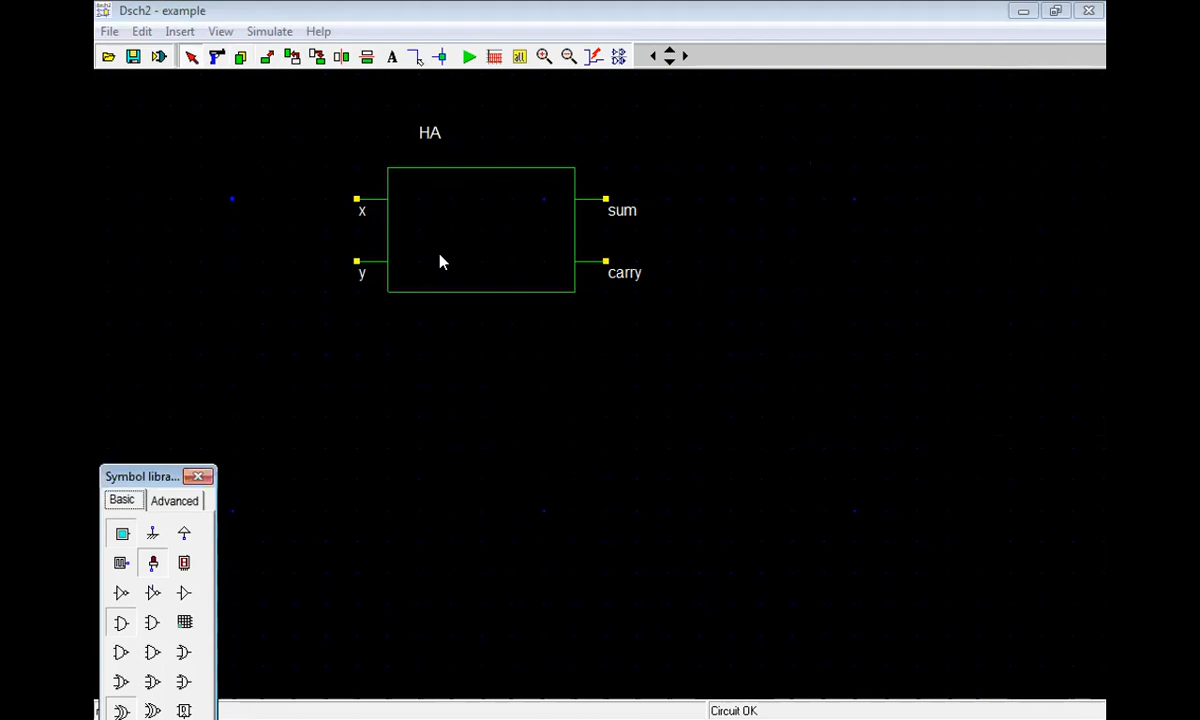 Dsch2 - example
File Edit Insert View Simulate Help
A
HA
x
sum
y
carry
Symbol libra...
Basic Advanced
Circuit OK